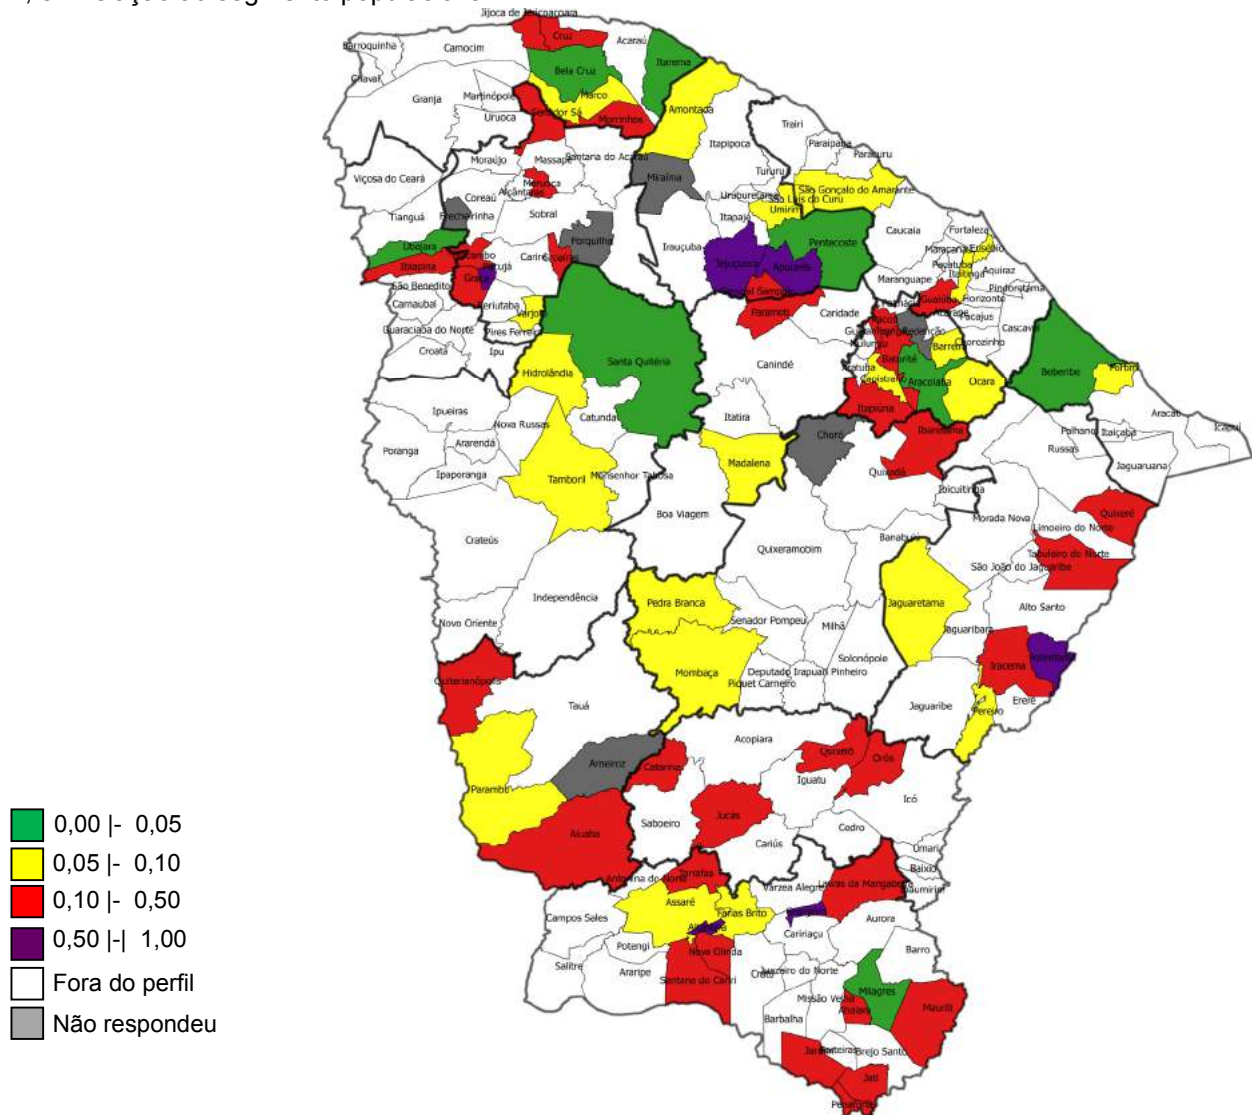 Jijoca de Jericoacoara
Cruz
Acaraú
Barroquinha
Camocim
Itarema
Bela Cruz
Chaval
Marco
Martinópole
Granja
Senador Sá
Morrinhos
Amontada
Uruoca
Trairi
Itapipoca
Paraipaba
Paracuru
Moraújo
Massapê
Santana do Acaraú
Viçosa do Ceará
Miraíma
Tururu
Meruoca
Alcântaras
Coreaú
São Gonçalo do Amarante
São Luís do Curu
Umirim
Tianguá
Frecheirinha
Sobral
Itapajé
Forquilha
Irauçuba
Pentecoste
Caucaia
Fortaleza
Ubajara
Eusébio
Ibiapina
Tejuçuoca
Apuiarés
Itaitinga
Aquiraz
Graça
São Benedito
Maranguape
Pindoretama
General Sampaio
Carnaubal
Varjota
Paramoti
Caridade
Guaiúba
Horizonte
Acarape
Pacajus
Guaraciaba do Norte
Pires Ferreira
Redenção
Cascavel
Mulungu
Barreira
Chorozinho
Croatá
Ipu
Santa Quitéria
Canindé
Baturité
Aratuba
Hidrolândia
Capistrano
Aracoiaba
Ocara
Beberibe
Fortim
Itapiúna
Ipueiras
Catunda
Itatira
Aracati
Icapuí
Nova Russas
Ibaretama
Ararendá
Choró
Palhano
Itaiçaba
Poranga
Russas
Madalena
Jaguaruana
Ipaporanga
Tamboril
Monsenhor Tabosa
Quixadá
Ibicuitinga
Boa Viagem
Quixeré
Morada Nova
Limoeiro do Norte
Crateús
Banabuiú
Quixeramobim
Tabuleiro do Norte
São João do Jaguaribe
Independência
Pedra Branca
Jaguaretama
Alto Santo
Novo Oriente
Senador Pompeu
Milhã
Jaguaribara
Solonópole
Iracema
Mombaça
Deputado Irapuan Pinheiro
Quiterianópolis
Piquet Carneiro
Ererê
Tauá
Jaguaribe
Pereiro
Acopiara
Quixelô
Orós
Arneiroz
Catarina
Iguatu
Parambu
Icó
Saboeiro
Jucás
Aiuaba
Cedro
Cariús
Umari
Baixio
Tarrafas
Antonina do Norte
Várzea Alegre
Lavras da Mangabeira
Assaré
Farias Brito
Campos Sales
Aurora
Caririaçu
Potengi
Nova Olinda
Barro
Salitre
Araripe
Crato
Juazeiro do Norte
Santana do Cariri
Milagres
Missão Velha
Abaiara
Mauriti
Barbalha
Jardim
Porteiras
Brejo Santo
Jati
Penaforte
0,00 |- 0,05
0,05 |- 0,10
0,10 |- 0,50
0,50 |-| 1,00
Fora do perfil
Não respondeu